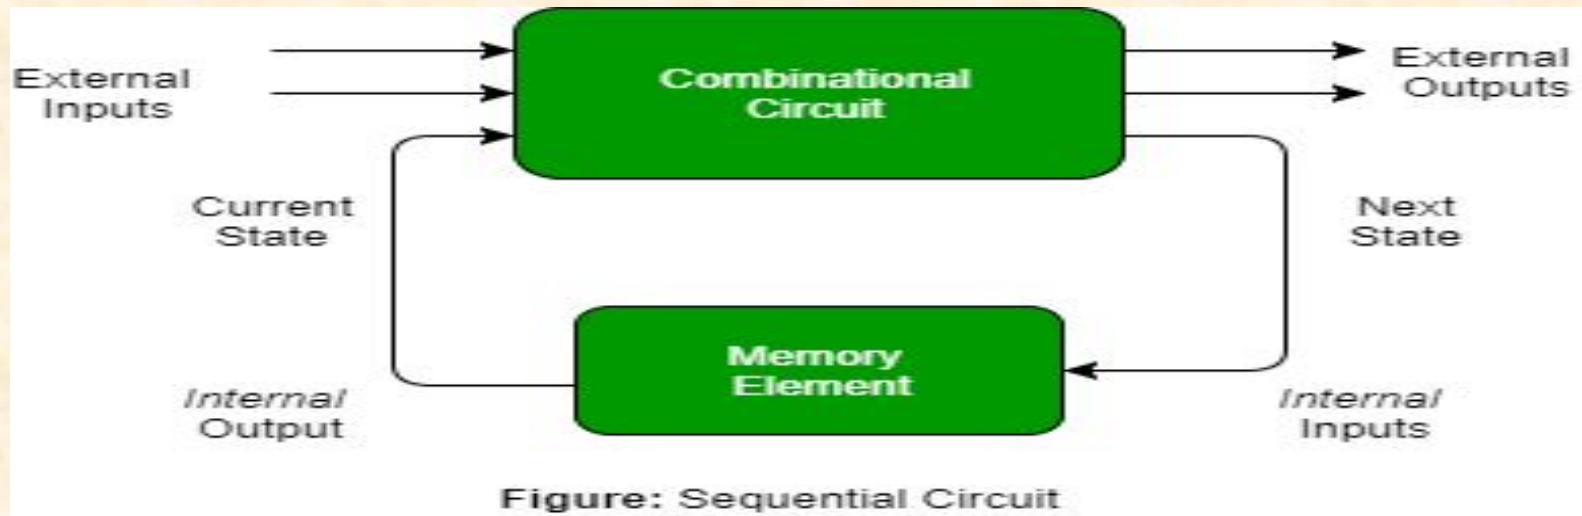 External
Inputs
Combinational
Circuit
External
Outputs
Current
State
Next
State
Memory
Element
Internal
Output
Internal
Inputs
Figure: Sequential Circuit